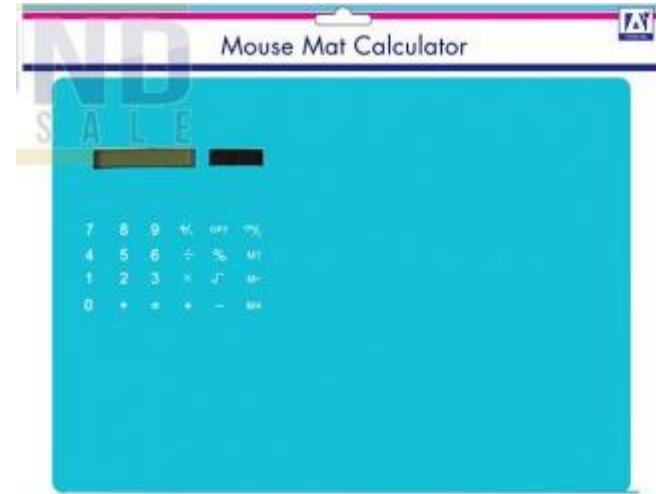 ND
SALE
Mouse Mat Calculator
7 8 9 +/-
4 5 6 ÷ %
1 2 3 × √ M-
0 = + − M+